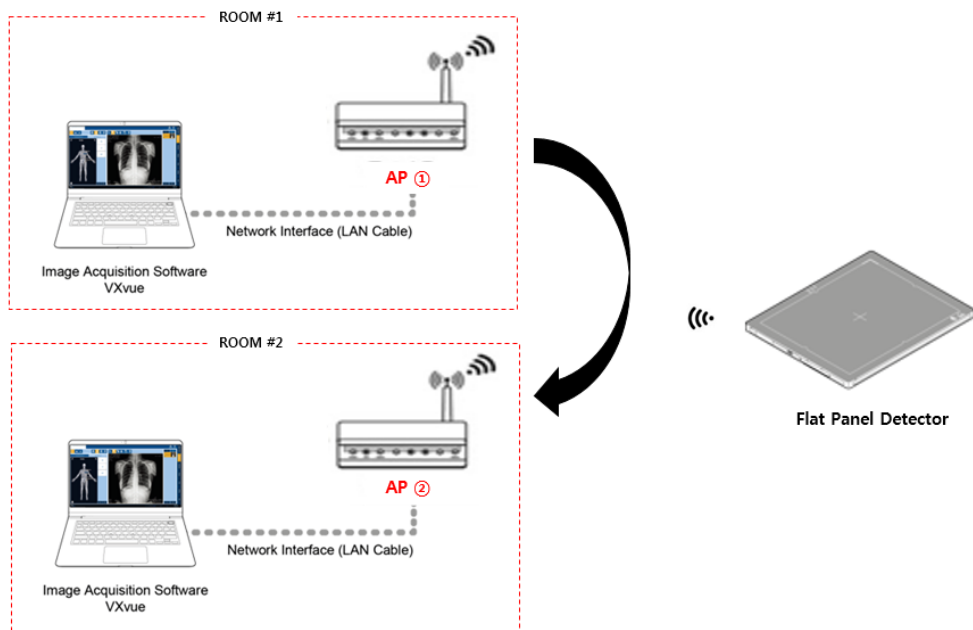 ROOM #1
AP ①
Network Interface (LAN Cable)
Image Acquisition Software
VXvue
ROOM #2
AP ②
Network Interface (LAN Cable)
Image Acquisition Software
VXvue
Flat Panel Detector